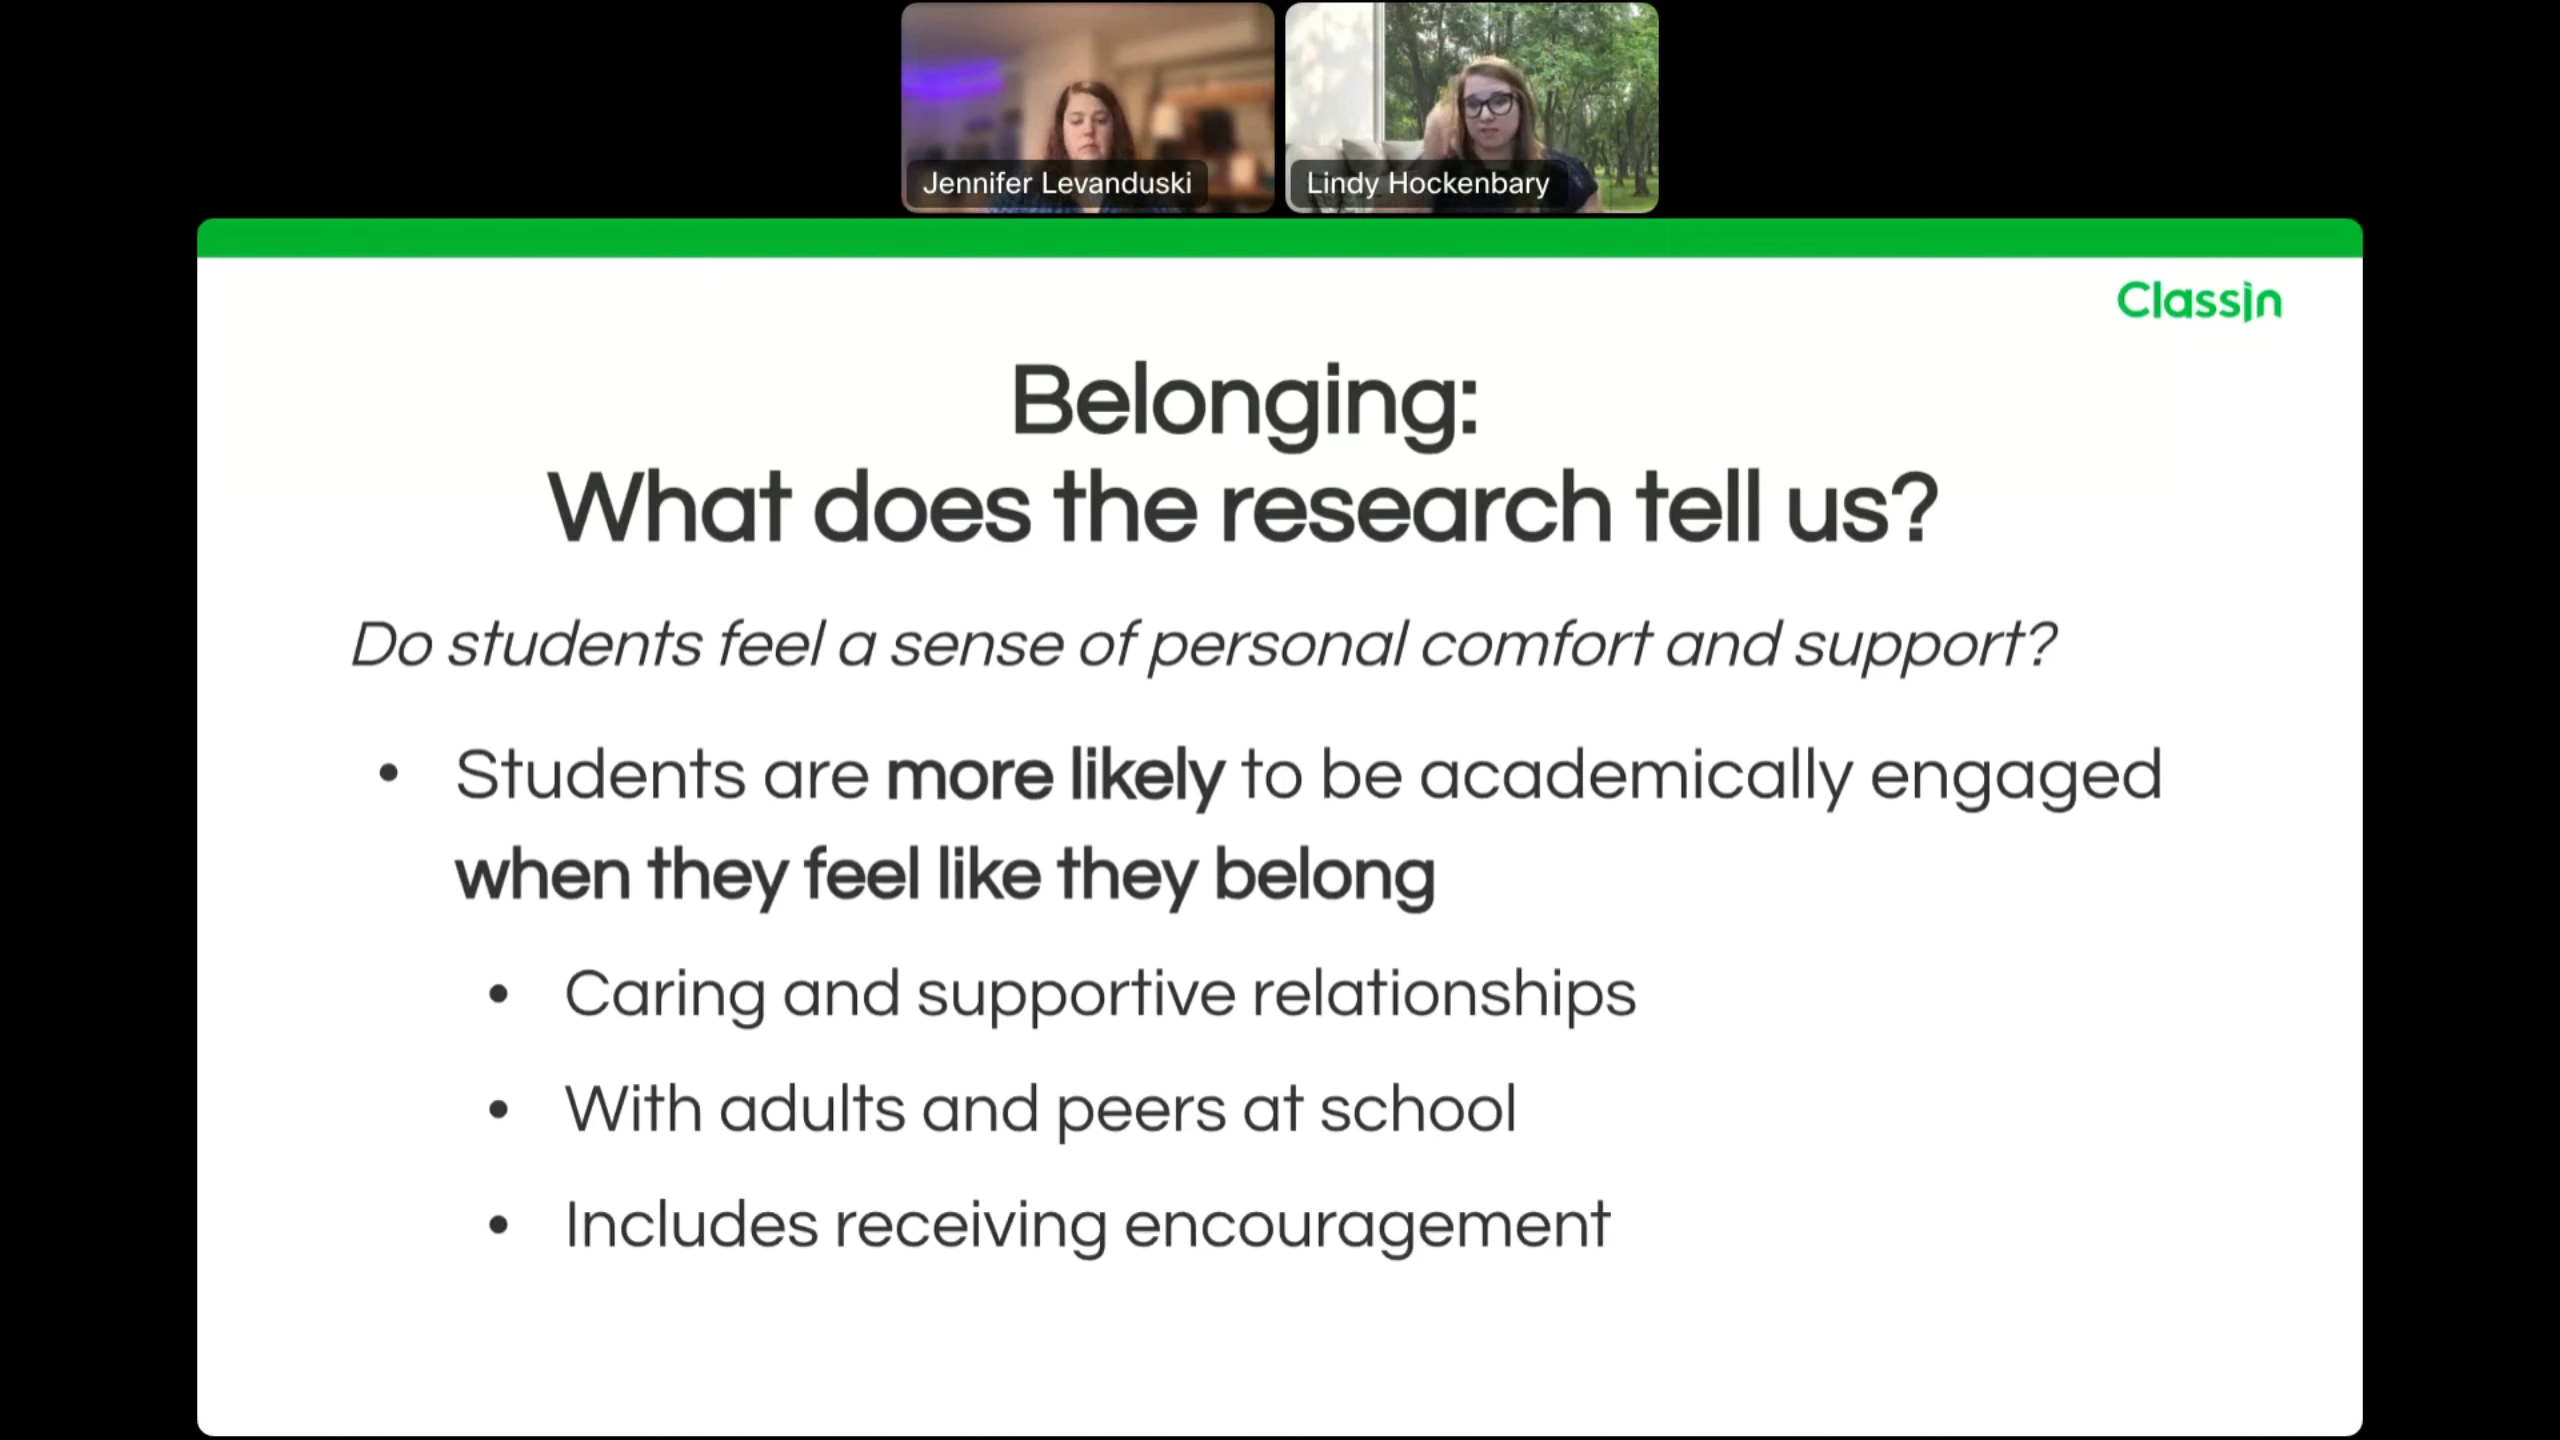 Jennifer Levanduski
Lindy Hockenbary
ClassIn
Belonging:
What does the research tell us?
Do students feel a sense of personal comfort and support?
• Students are more likely to be academically engaged
when they feel like they belong
• Caring and supportive relationships
• With adults and peers at school
• Includes receiving encouragement